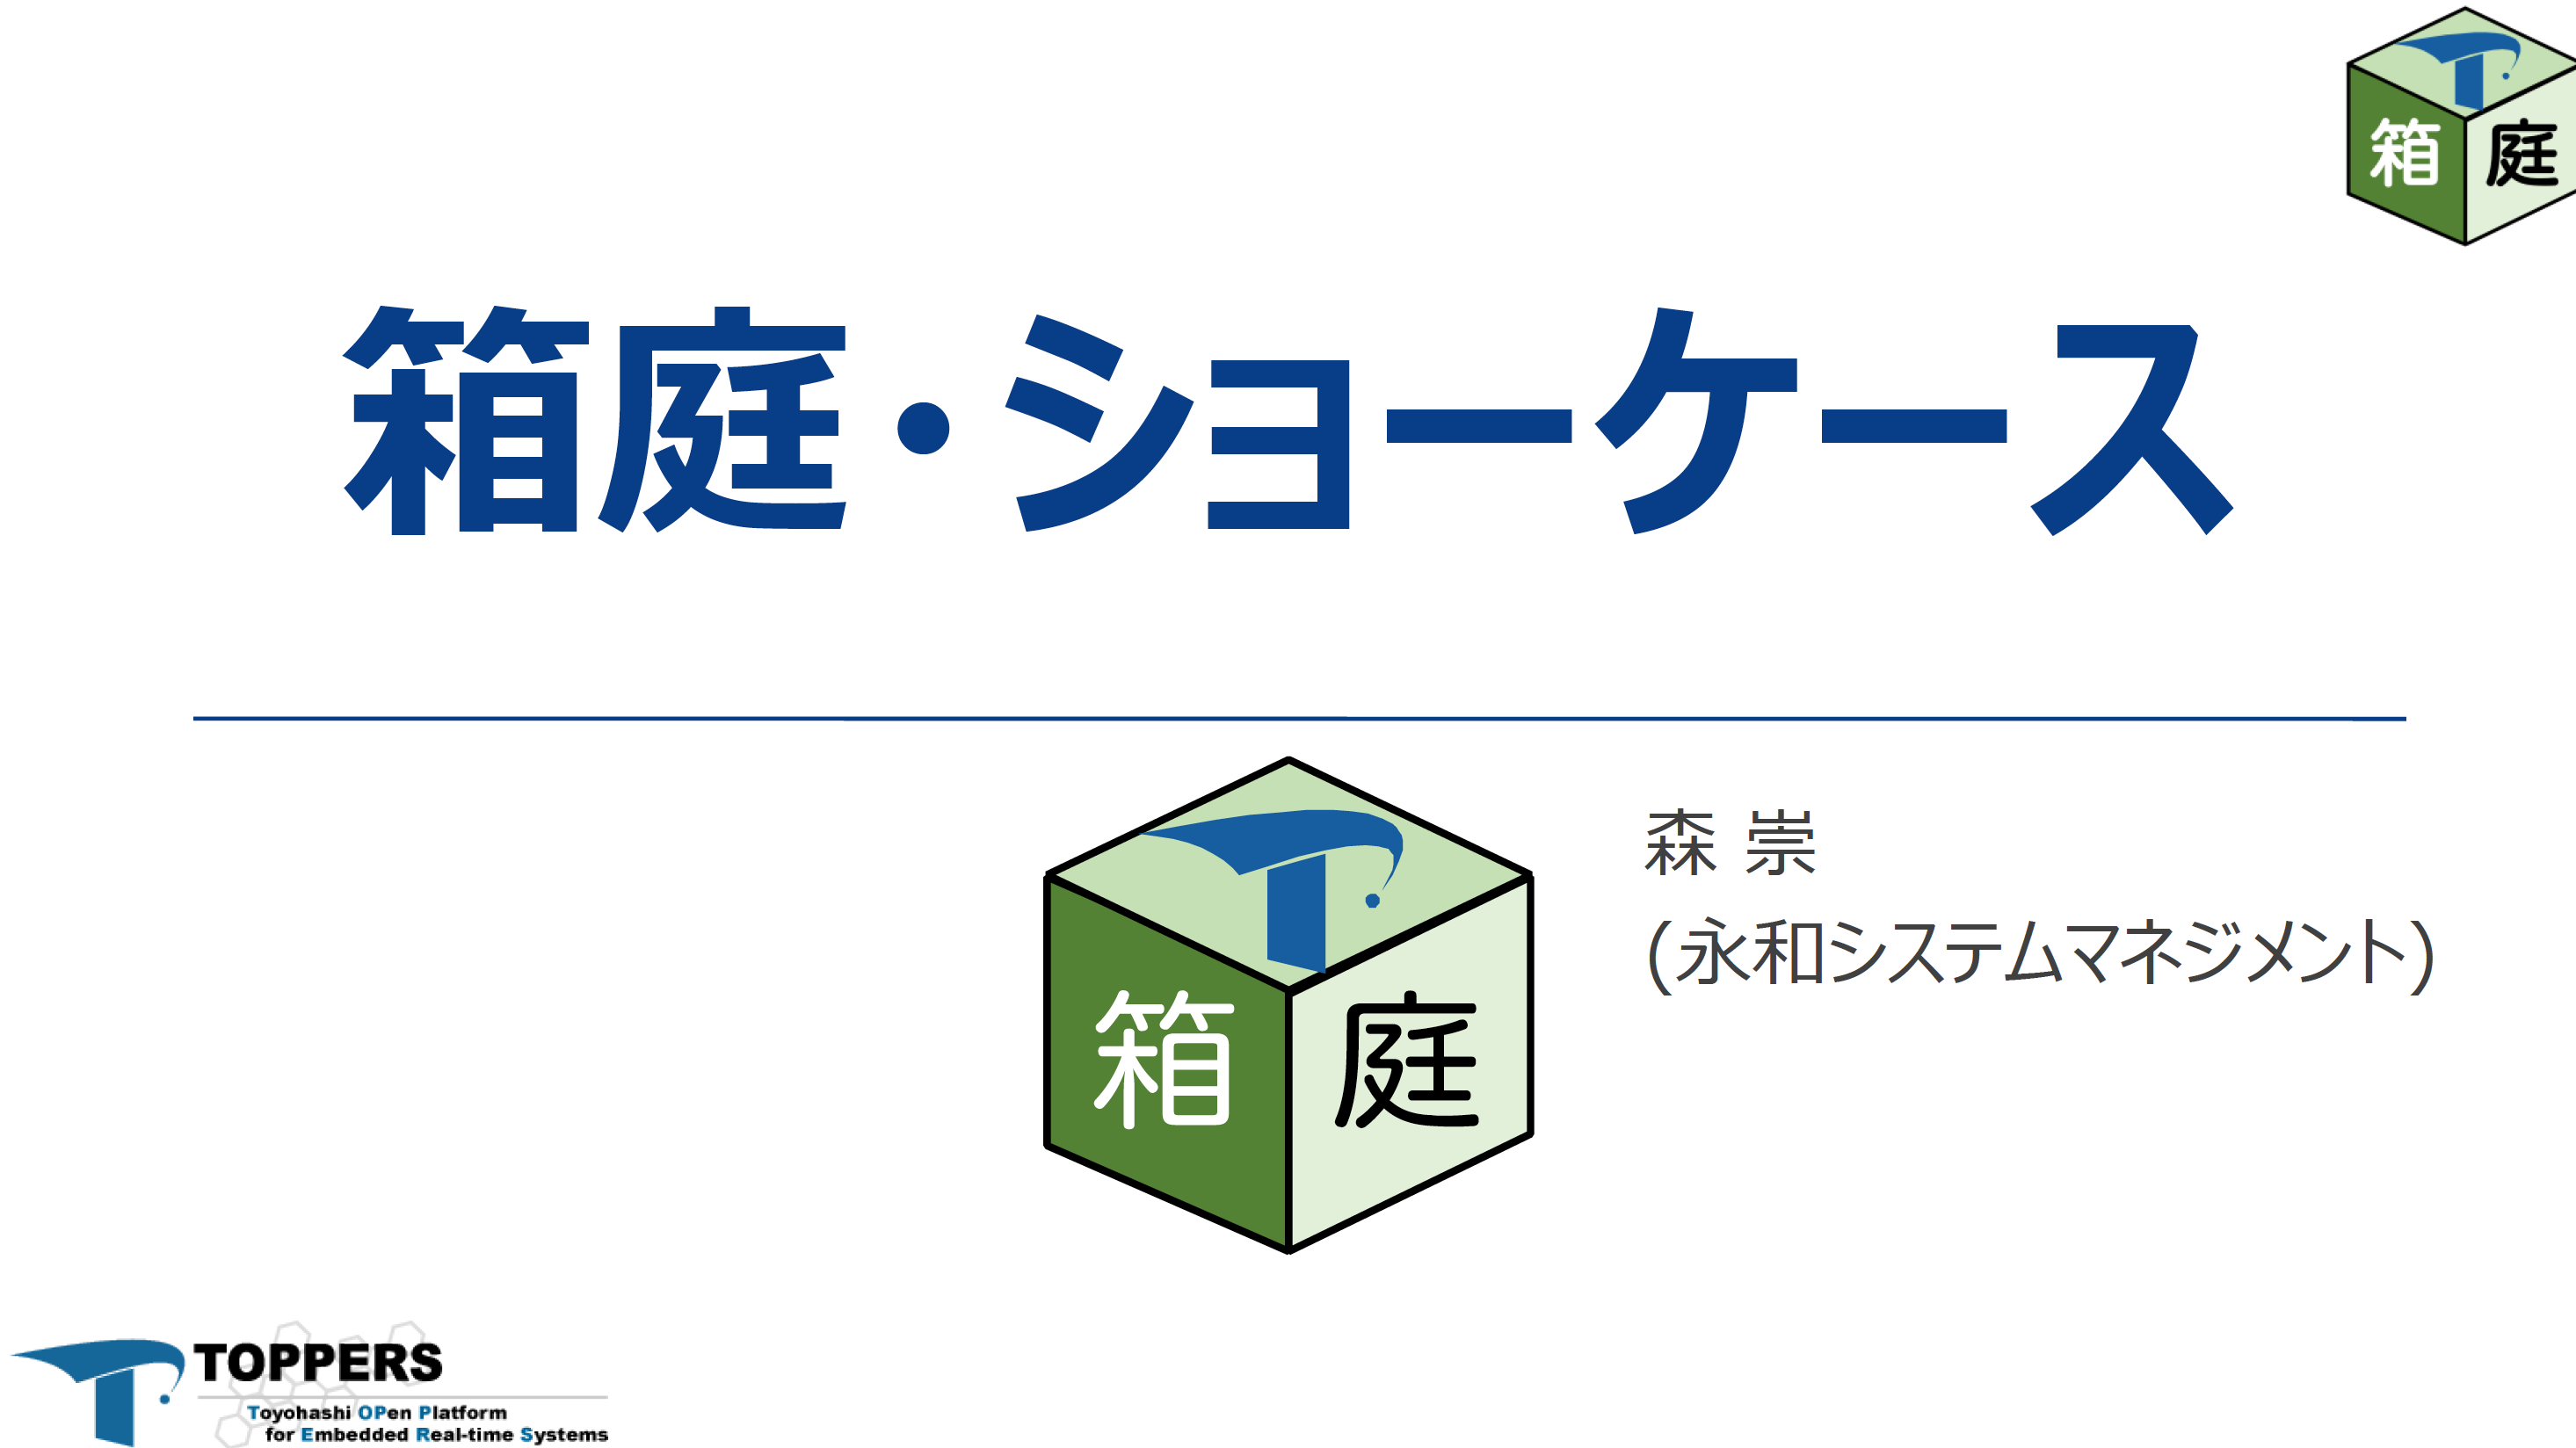 箱庭
箱庭・ショーケース
森 崇
(永和システムマネジメント)
箱庭
TOPPERS
Toyohashi OPen Platform
for Embedded Real-time Systems